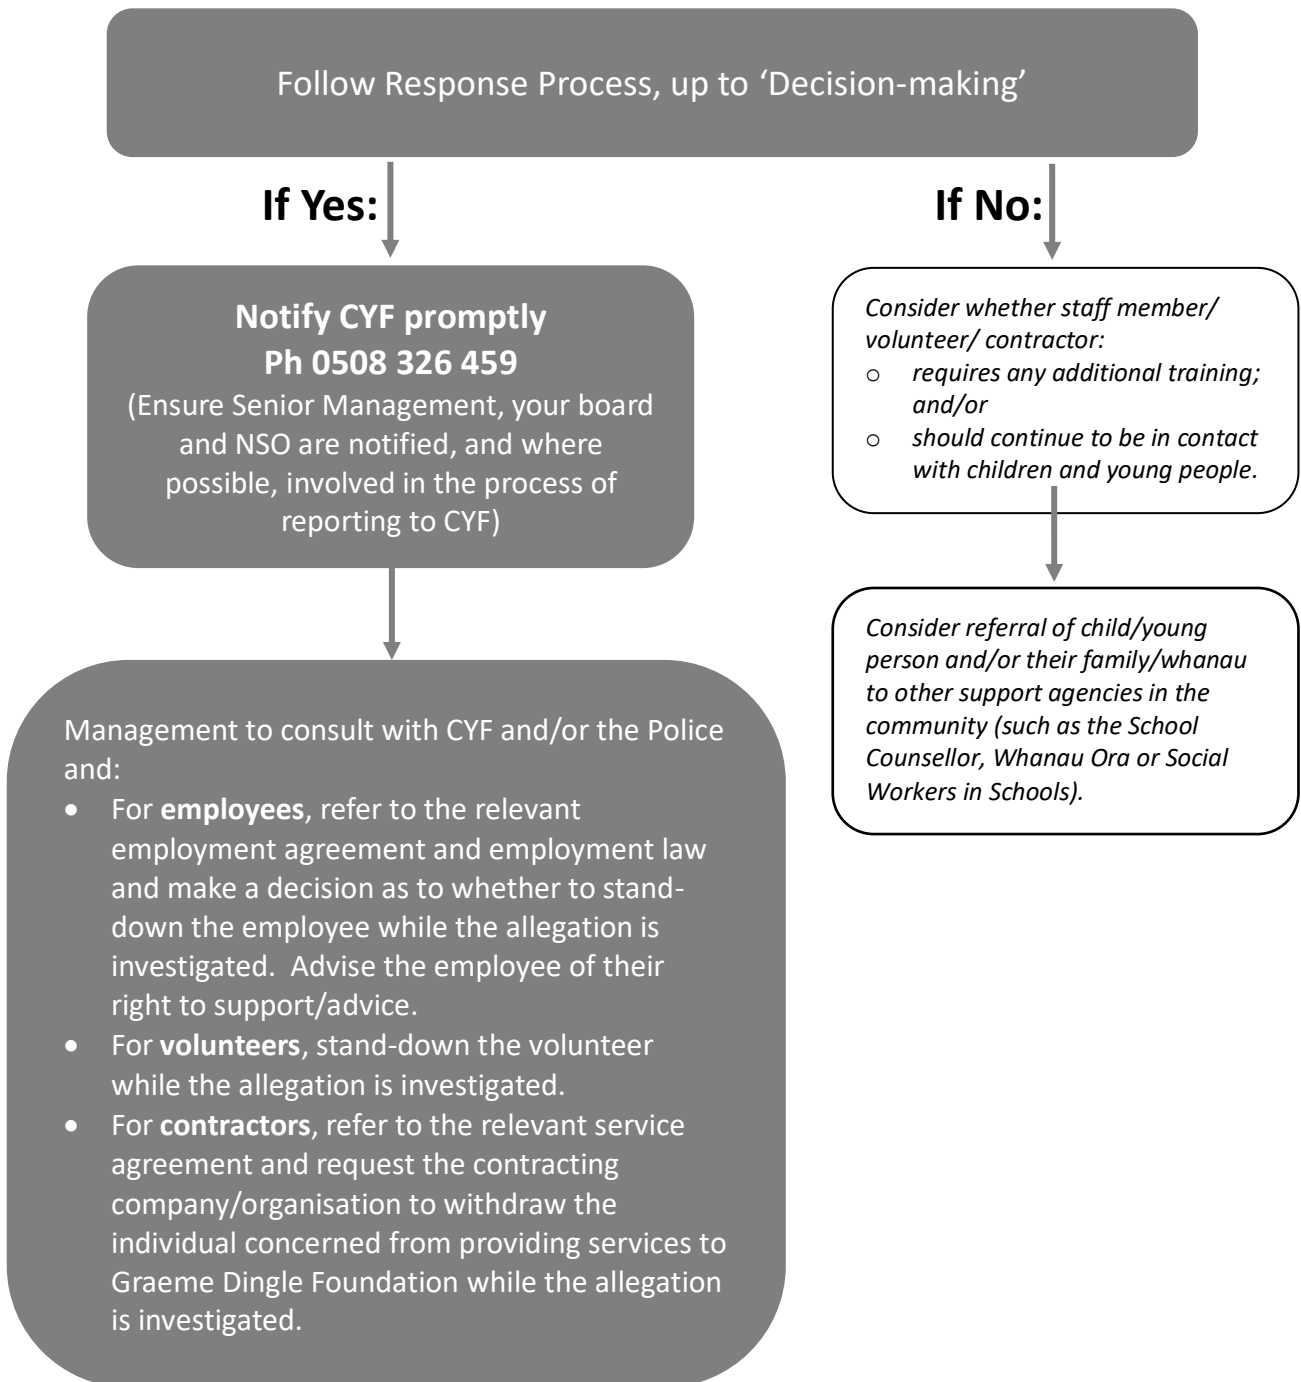 Follow Response Process, up to ‘Decision-making’
If Yes:
Notify CYF promptly
Ph 0508 326 459
(Ensure Senior Management, your board
and NSO are notified, and where
possible, involved in the process of
reporting to CYF)
Management to consult with CYF and/or the Police
and:
• For employees, refer to the relevant
employment agreement and employment law
and make a decision as to whether to stand-
down the employee while the allegation is
investigated.  Advise the employee of their
right to support/advice.
• For volunteers, stand-down the volunteer
while the allegation is investigated.
• For contractors, refer to the relevant service
agreement and request the contracting
company/organisation to withdraw the
individual concerned from providing services to
Graeme Dingle Foundation while the allegation
is investigated.
If No:
Consider whether staff member/
volunteer/ contractor:
o requires any additional training;
and/or
o should continue to be in contact
with children and young people.
Consider referral of child/young
person and/or their family/whanau
to other support agencies in the
community (such as the School
Counsellor, Whanau Ora or Social
Workers in Schools).